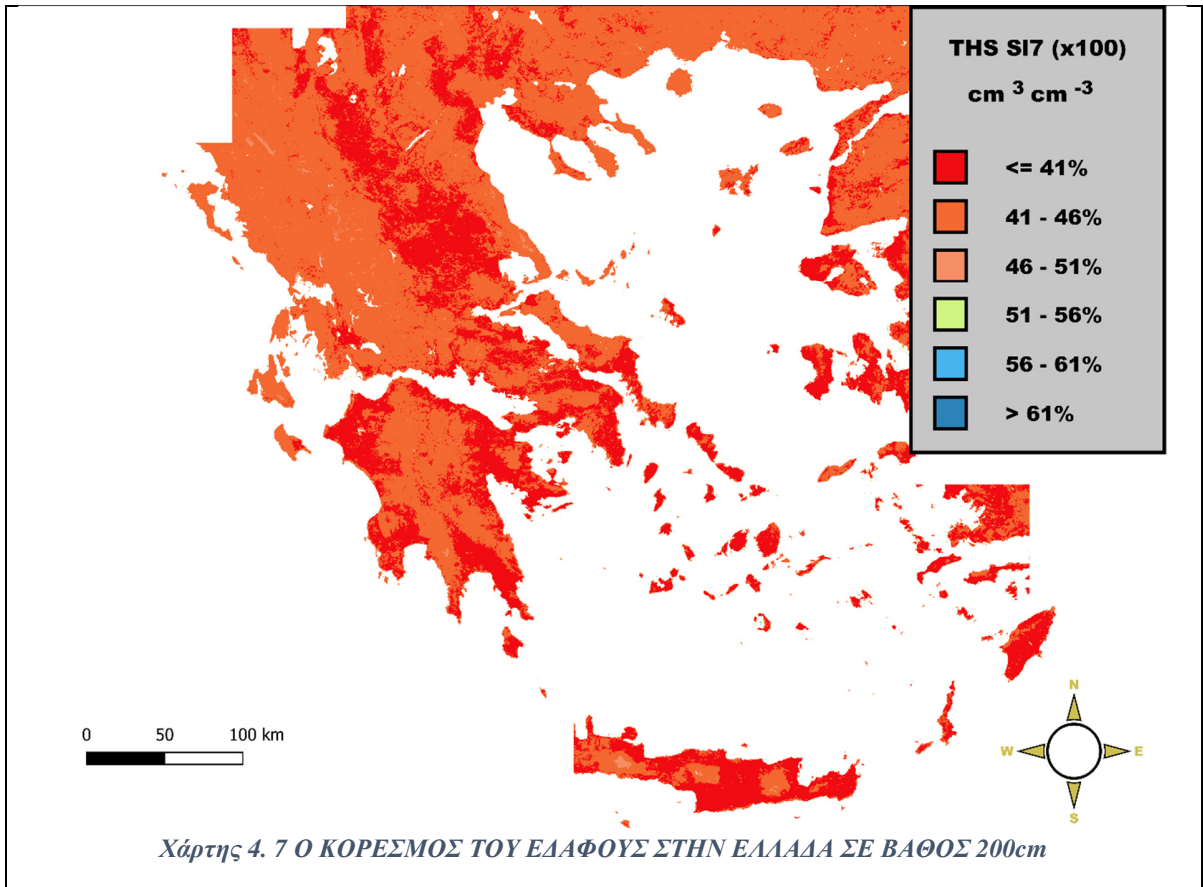 THS Sl7 (x100)
cm 3 cm -3
<= 41%
41 - 46%
46 - 51%
51 - 56%
56 - 61%
> 61%
0 50 100 km
N
W E
S
Χάρτης 4. 7 Ο ΚΟΡΕΣΜΟΣ ΤΟΥ ΕΔΑΦΟΥΣ ΣΤΗΝ ΕΛΛΑΔΑ ΣΕ ΒΑΘΟΣ 200cm